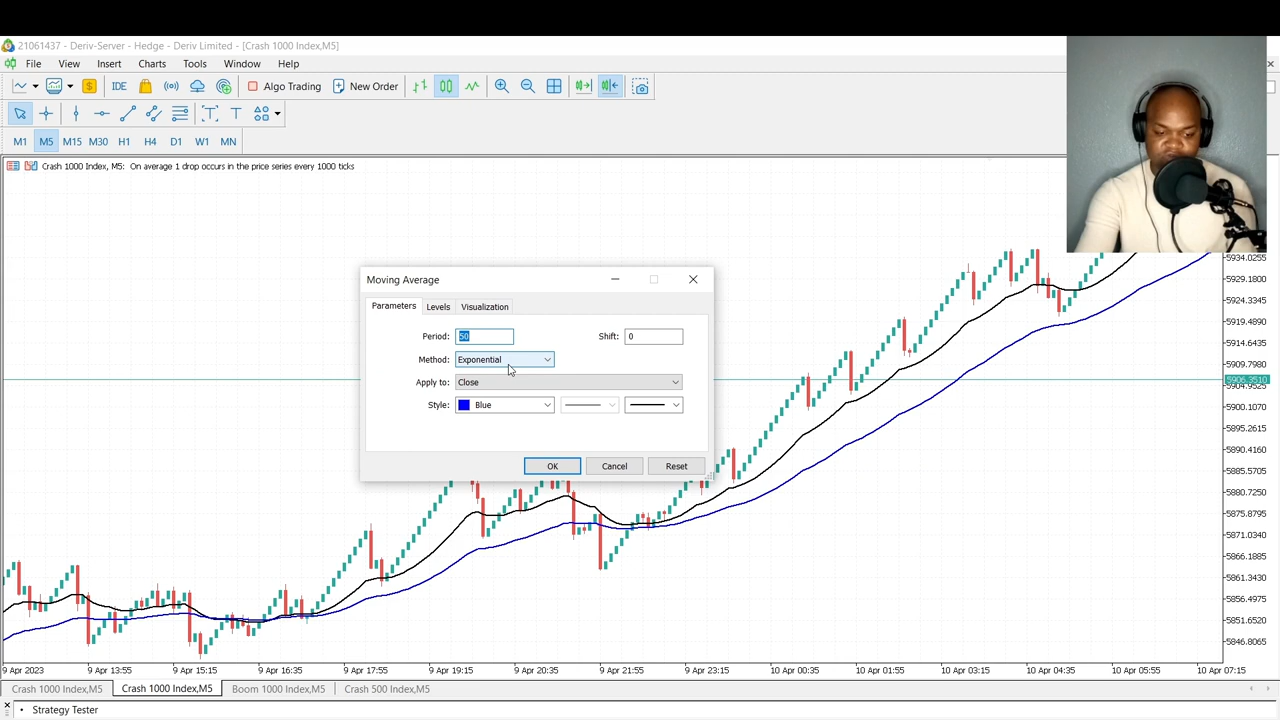 21061437 - Deriv-Server - Hedge - Deriv Limited - [Crash 1000 Index,M5]
File View Insert Charts Tools Window Help
IDE Algo Trading New Order
T T
M1 M5 M15 M30 H1 H4 D1 W1 MN
Crash 1000 Index, M5: On average 1 drop occurs in the price series every 1000 ticks
Moving Average
Parameters Levels Visualization
Period: 50 Shift: 0
Method: Exponential
Apply to: Close
Style: Blue
OK Cancel Reset
5934.0255
5929.1800
5924.3345
5919.4890
5914.6435
5909.7980
5906.3510
5904.9525
5900.1070
5895.2615
5890.4160
5885.5705
5880.7250
5875.8795
5871.0340
5866.1885
5861.3430
5856.4975
5851.6520
5846.8065
9 Apr 2023 9 Apr 13:55 9 Apr 15:15 9 Apr 16:35 9 Apr 17:55 9 Apr 19:15 9 Apr 20:35 9 Apr 21:55 9 Apr 23:15 10 Apr 00:35 10 Apr 01:55 10 Apr 03:15 10 Apr 04:35 10 Apr 05:55 10 Apr 07:15
Crash 1000 Index,M5 Crash 1000 Index,M5 Boom 1000 Index,M5 Crash 500 Index,M5
Strategy Tester